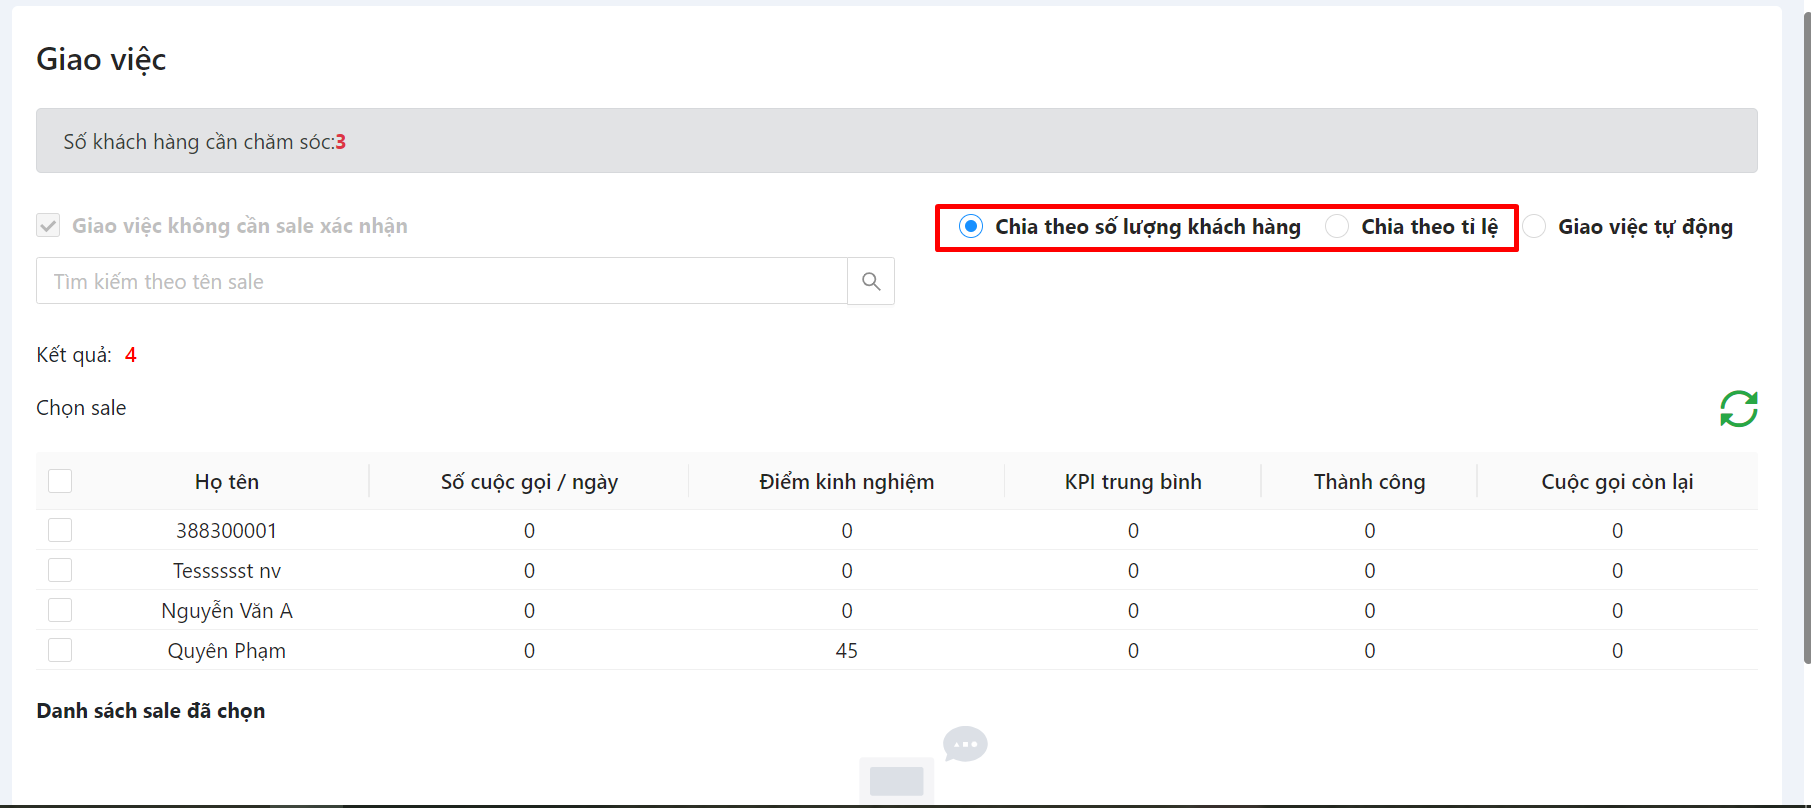 Giao việc
Số khách hàng cần chăm sóc:3
Giao việc không cần sale xác nhận
Chia theo số lượng khách hàng Chia theo tỉ lệ Giao việc tự động
Tìm kiếm theo tên sale
Kết quả: 4
Chọn sale
Họ tên Số cuộc gọi / ngày Điểm kinh nghiệm KPI trung bình Thành công Cuộc gọi còn lại
388300001 0 0 0 0 0
Tesssssst nv 0 0 0 0 0
Nguyễn Văn A 0 0 0 0 0
Quyên Phạm 0 45 0 0 0
Danh sách sale đã chọn